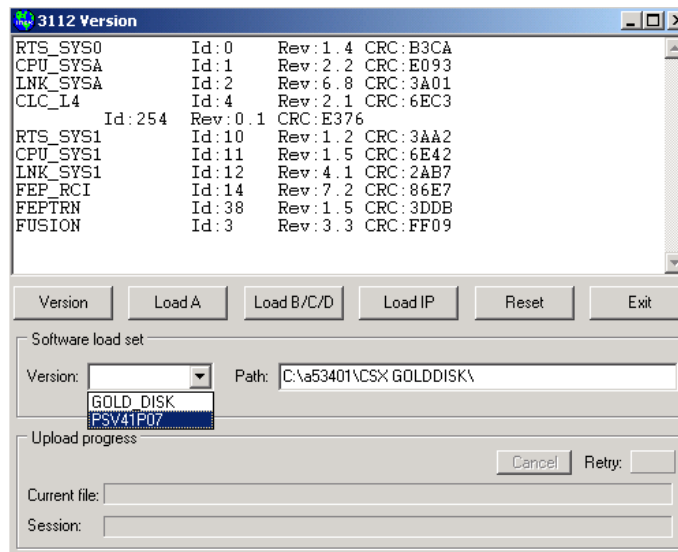 3112 Version
RTS_SYS0 Id:0 Rev:1.4 CRC:B3CA
CPU_SYSA Id:1 Rev:2.2 CRC:E093
LNK_SYSA Id:2 Rev:6.8 CRC:3A01
CLC_L4 Id:4 Rev:2.1 CRC:6EC3
Id:254 Rev:0.1 CRC:E376
RTS_SYS1 Id:10 Rev:1.2 CRC:3AA2
CPU_SYS1 Id:11 Rev:1.5 CRC:6E42
LNK_SYS1 Id:12 Rev:4.1 CRC:2AB7
FEP_RCI Id:14 Rev:7.2 CRC:86E7
FEPTRN Id:38 Rev:1.5 CRC:3DDB
FUSION Id:3 Rev:3.3 CRC:FF09
Version Load A Load B/C/D Load IP Reset Exit
Software load set
Version: Path: C:\a53401\CSX GOLDDISK\
GOLD_DISK
PSV41P07
Upload progress
Cancel Retry:
Current file:
Session: